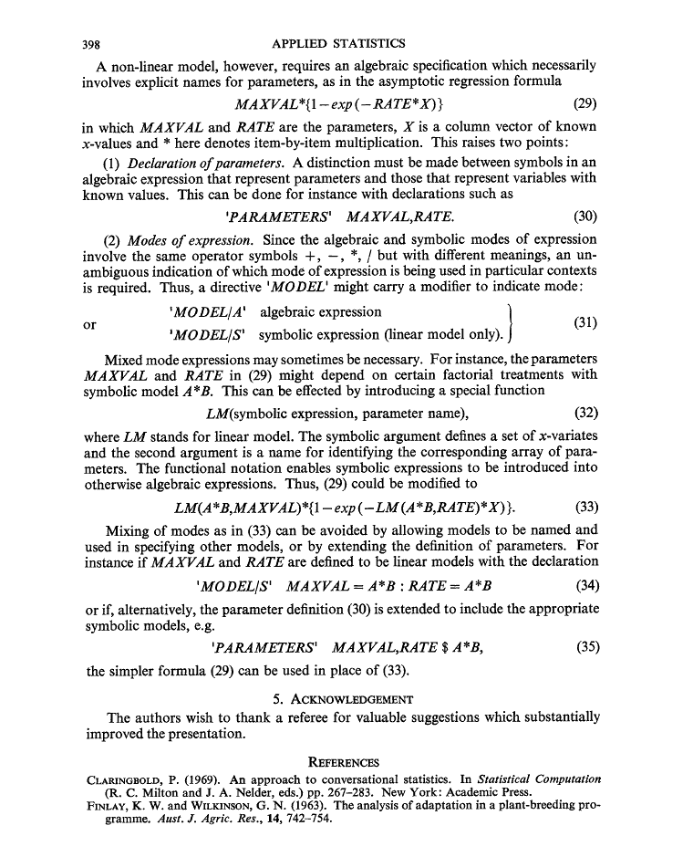 398 APPLIED STATISTICS
A non-linear model, however, requires an algebraic specification which necessarily
involves explicit names for parameters, as in the asymptotic regression formula
MAXVAL*{1−exp(−RATE*X)} (29)
in which MAXVAL and RATE are the parameters, X is a column vector of known
x-values and * here denotes item-by-item multiplication. This raises two points:
(1) Declaration of parameters. A distinction must be made between symbols in an
algebraic expression that represent parameters and those that represent variables with
known values. This can be done for instance with declarations such as
'PARAMETERS' MAXVAL,RATE. (30)
(2) Modes of expression. Since the algebraic and symbolic modes of expression
involve the same operator symbols +, −, *, / but with different meanings, an un-
ambiguous indication of which mode of expression is being used in particular contexts
is required. Thus, a directive 'MODEL' might carry a modifier to indicate mode:
'MODEL/A' algebraic expression
or (31)
'MODEL/S' symbolic expression (linear model only).
Mixed mode expressions may sometimes be necessary. For instance, the parameters
MAXVAL and RATE in (29) might depend on certain factorial treatments with
symbolic model A*B. This can be effected by introducing a special function
LM(symbolic expression, parameter name), (32)
where LM stands for linear model. The symbolic argument defines a set of x-variates
and the second argument is a name for identifying the corresponding array of para-
meters. The functional notation enables symbolic expressions to be introduced into
otherwise algebraic expressions. Thus, (29) could be modified to
LM(A*B,MAXVAL)*{1−exp(−LM(A*B,RATE)*X)}. (33)
Mixing of modes as in (33) can be avoided by allowing models to be named and
used in specifying other models, or by extending the definition of parameters. For
instance if MAXVAL and RATE are defined to be linear models with the declaration
'MODEL/S' MAXVAL = A*B : RATE = A*B (34)
or if, alternatively, the parameter definition (30) is extended to include the appropriate
symbolic models, e.g.
'PARAMETERS' MAXVAL,RATE $ A*B, (35)
the simpler formula (29) can be used in place of (33).
5. ACKNOWLEDGEMENT
The authors wish to thank a referee for valuable suggestions which substantially
improved the presentation.
REFERENCES
CLARINGBOLD, P. (1969). An approach to conversational statistics. In Statistical Computation
(R. C. Milton and J. A. Nelder, eds.) pp. 267–283. New York: Academic Press.
FINLAY, K. W. and WILKINSON, G. N. (1963). The analysis of adaptation in a plant-breeding pro-
gramme. Aust. J. Agric. Res., 14, 742–754.